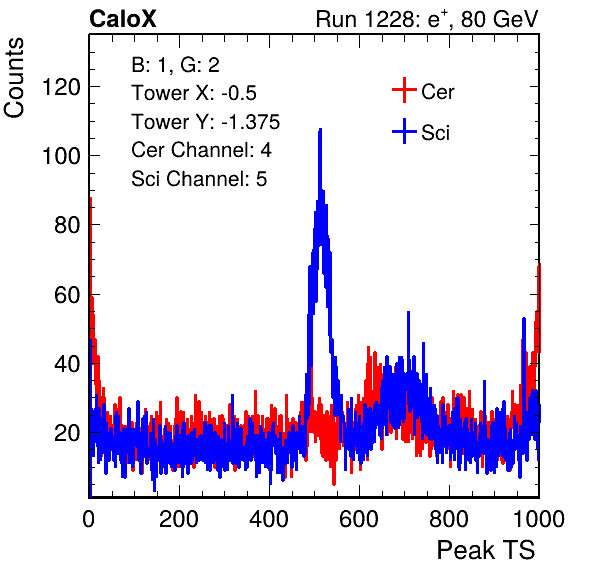 CaloX Run 1228: e+, 80 GeV
Counts
B: 1, G: 2
Tower X: -0.5
Tower Y: -1.375
Cer Channel: 4
Sci Channel: 5
Cer
Sci
120
100
80
60
40
20
0 200 400 600 800 1000
Peak TS